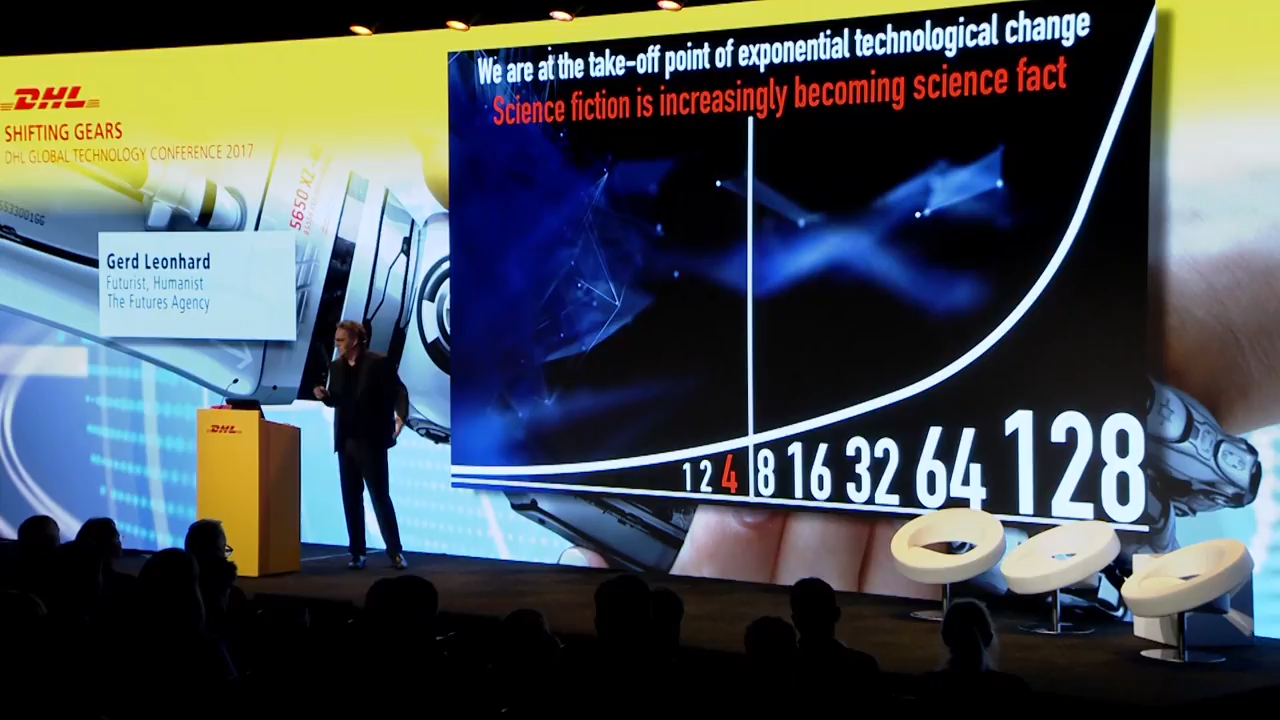 DHL
SHIFTING GEARS
DHL GLOBAL TECHNOLOGY CONFERENCE 2017
5650 XZ
Gerd Leonhard
Futurist, Humanist
The Futures Agency
DHL
We are at the take-off point of exponential technological change
Science fiction is increasingly becoming science fact
1 2 4 8 16 32 64 128